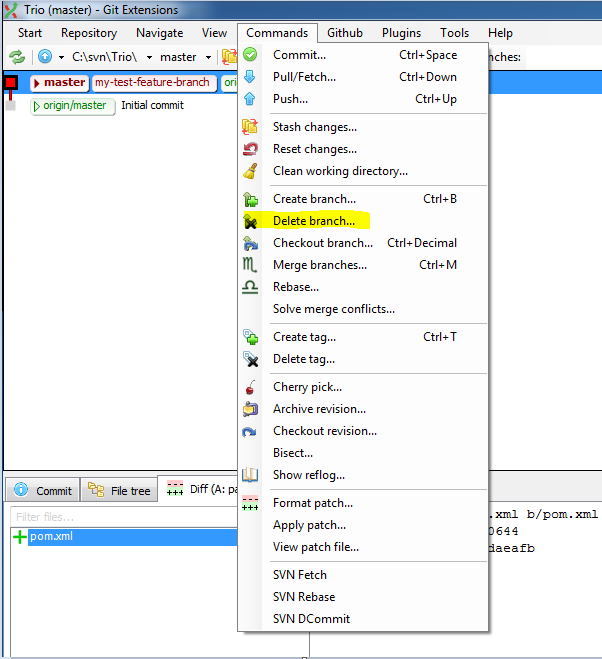 Trio (master) - Git Extensions
Start Repository Navigate View Commands Github Plugins Tools Help
C:\svn\Trio\ master nches:
master my-test-feature-branch ori
origin/master Initial commit
Commit... Ctrl+Space
Pull/Fetch... Ctrl+Down
Push... Ctrl+Up
Stash changes...
Reset changes...
Clean working directory...
Create branch... Ctrl+B
Delete branch...
Checkout branch... Ctrl+Decimal
Merge branches... Ctrl+M
Rebase...
Solve merge conflicts...
Create tag... Ctrl+T
Delete tag...
Cherry pick...
Archive revision...
Checkout revision...
Bisect...
Show reflog...
Format patch...
Apply patch...
View patch file...
SVN Fetch
SVN Rebase
SVN DCommit
Commit File tree Diff (A: pa
Filter files...
pom.xml
.xml b/pom.xml
0644
daeafb